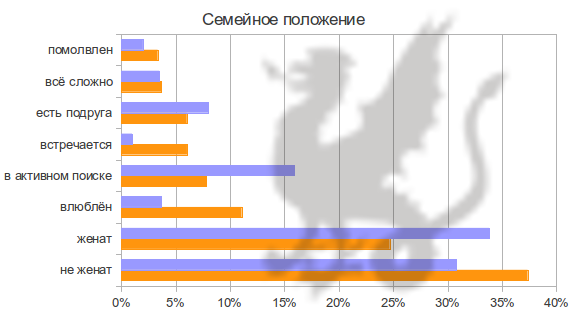 Семейное положение
помолвлен
всё сложно
есть подруга
встречается
в активном поиске
влюблён
женат
не женат
0% 5% 10% 15% 20% 25% 30% 35% 40%